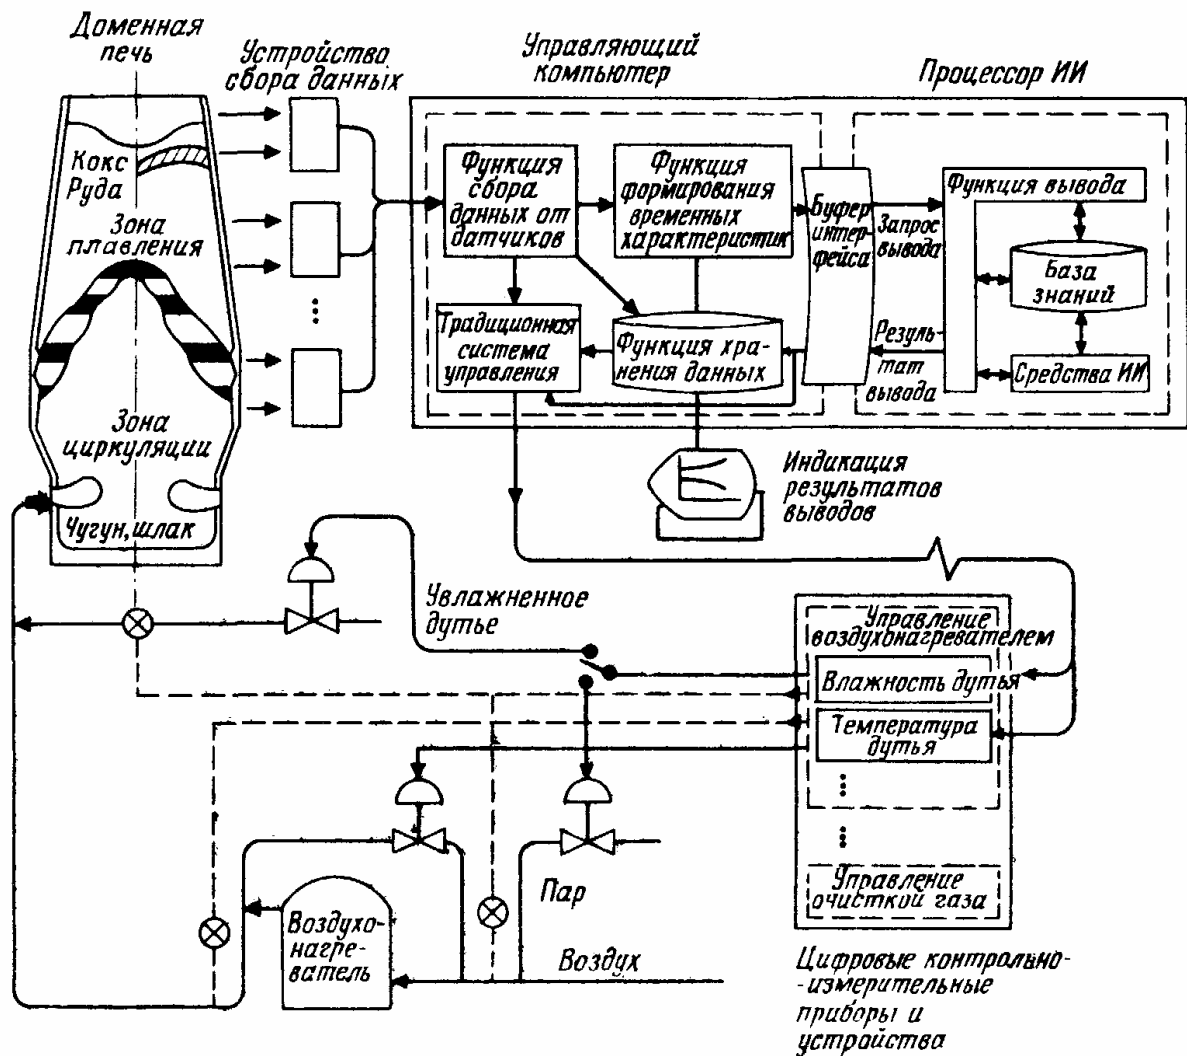 Доменная
печь
Устройство
сбора данных
Управляющий
компьютер
Процессор ИИ
Кокс
Руда
Зона
плавления
Зона
циркуляции
Чугун, шлак
Функция
сбора
данных от
датчиков
Функция
формирования
временных
характеристик
Буфер
интер-
фейса
Запрос
вывода
Функция вывода
База
знаний
Средства ИИ
Резуль-
тат
вывода
Традиционная
система
управления
Функция хра-
нения данных
Индикация
результатов
выводов
Увлажненное
дутье
Управление
воздухонагревателем
Влажность дутья
Температура
дутья
Управление
очисткой газа
Пар
Воздухо-
нагре-
ватель
Воздух
Цифровые контрольно-
-измерительные
приборы и
устройства